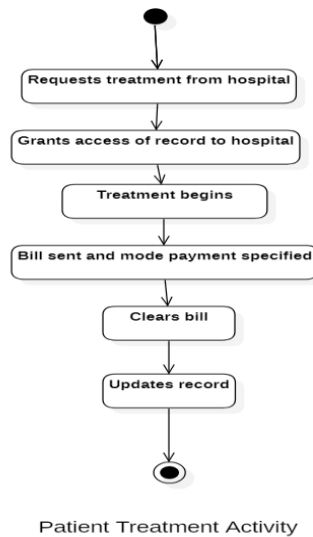 Requests treatment from hospital
Grants access of record to hospital
Treatment begins
Bill sent and mode payment specified
Clears bill
Updates record
Patient Treatment Activity